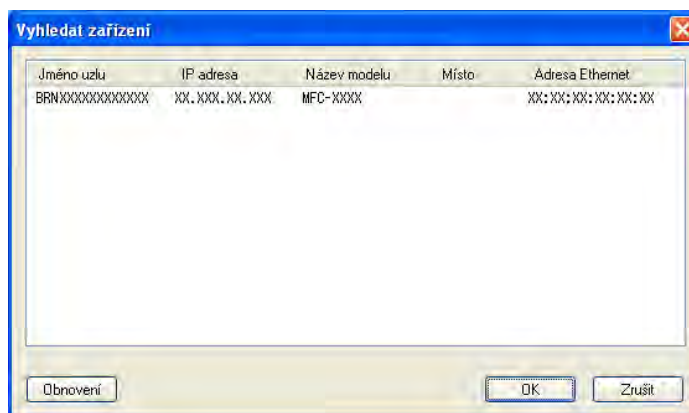 Vyhledat zařízení
Jméno uzlu IP adresa Název modelu Místo Adresa Ethernet
BRNXXXXXXXXXXXX XX.XXX.XX.XXX MFC-XXXX XX:XX:XX:XX:XX:XX
Obnovení OK Zrušit